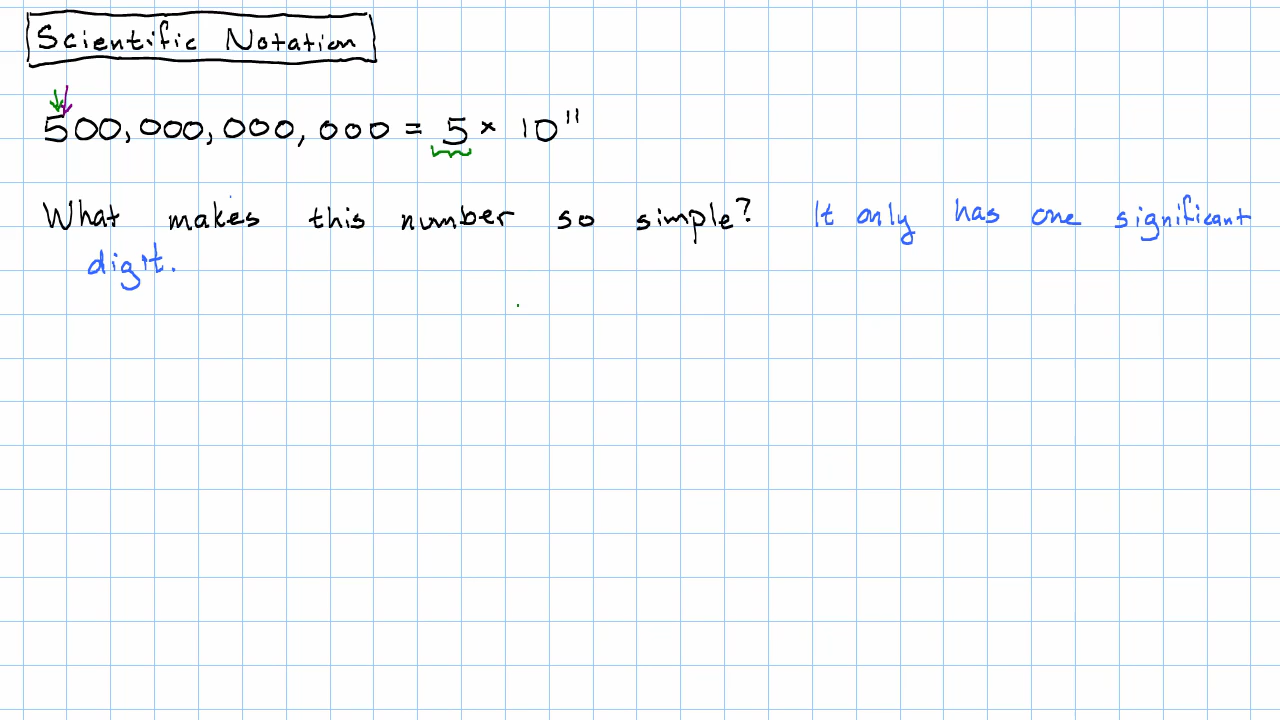 Scientific Notation
500,000,000,000 = 5 × 10¹¹
What makes this number so simple? It only has one significant
digit.